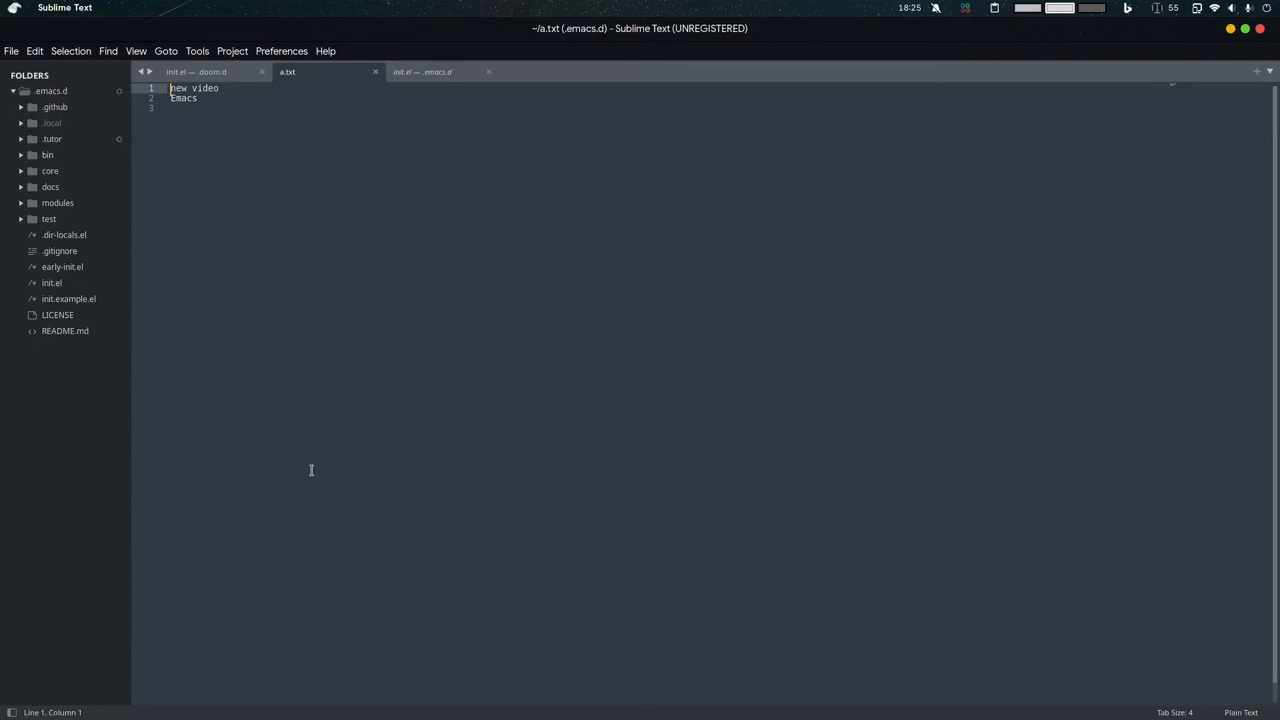 Sublime Text
18:25
55
~/a.txt (.emacs.d) - Sublime Text (UNREGISTERED)
File Edit Selection Find View Goto Tools Project Preferences Help
FOLDERS
.emacs.d
.github
.local
.tutor
bin
core
docs
modules
test
.dir-locals.el
.gitignore
early-init.el
init.el
init.example.el
LICENSE
README.md
init.el — .doom.d
a.txt
init.el — .emacs.d
1 new video
2 Emacs
3
Line 1, Column 1
Tab Size: 4
Plain Text